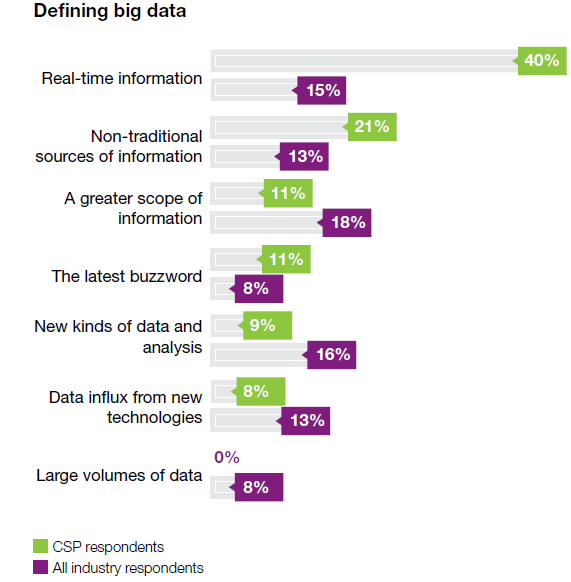 Defining big data
40%
Real-time information
15%
21%
Non-traditional
sources of information
13%
11%
A greater scope of
information
18%
11%
The latest buzzword
8%
9%
New kinds of data and
analysis
16%
8%
Data influx from new
technologies
13%
0%
Large volumes of data
8%
CSP respondents
All industry respondents